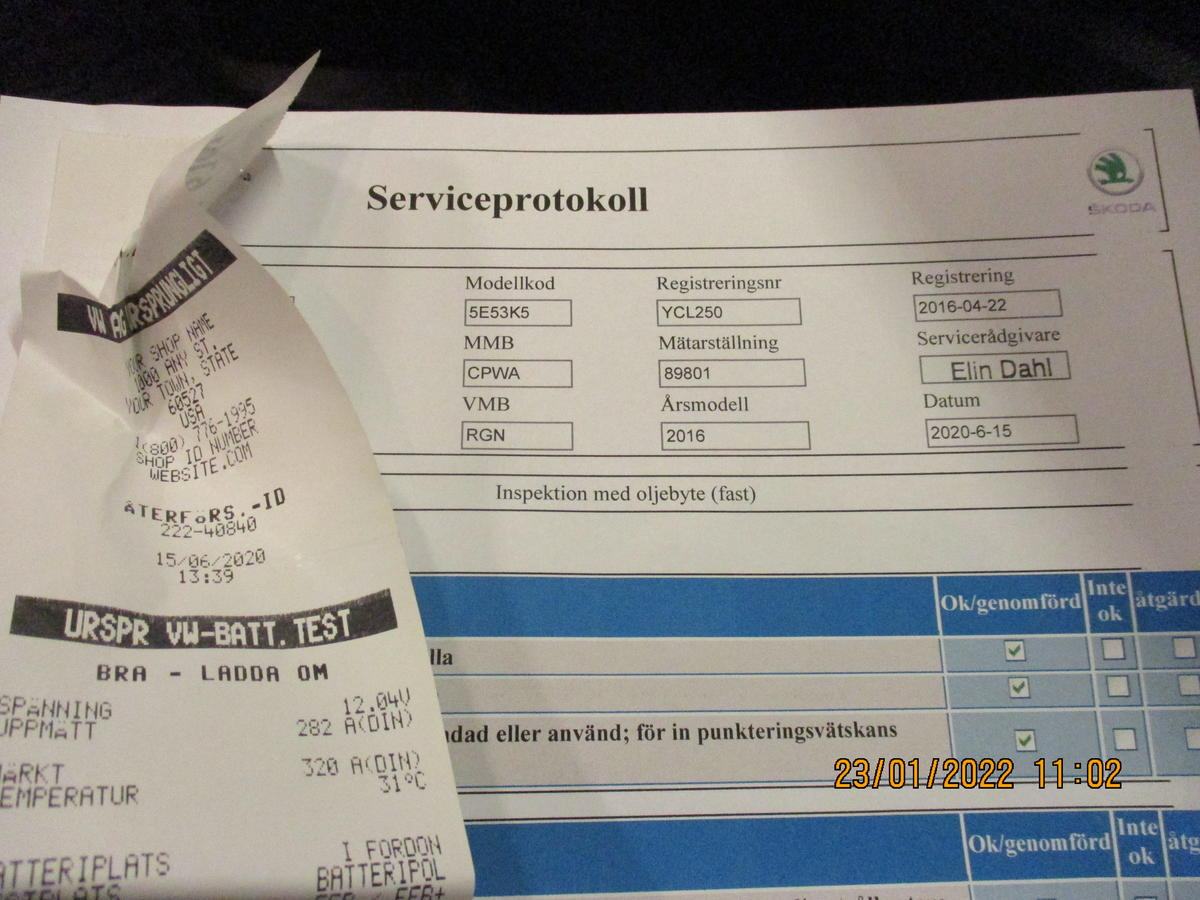 Serviceprotokoll
ŠKODA
Modellkod
5E53K5
Registreringsnr
YCL250
Registrering
2016-04-22
MMB
CPWA
Mätarställning
89801
Servicerådgivare
Elin Dahl
VMB
RGN
Årsmodell
2016
Datum
2020-6-15
Inspektion med oljebyte (fast)
Ok/genomförd
Inte
ok
åtgärd
lla
dad eller använd; för in punkteringsvätskans
Ok/genomförd
Inte
ok
åtg
VW AG URSPRUNGLIGT
YOUR SHOP NAME
1000 ANY ST.
YOUR TOWN, STATE
60527
USA
1(800) 776-1995
SHOP ID NUMBER
WEBSITE.COM
ÅTERFÖRS.-ID
222-40840
15/06/2020
13:39
URSPR VW-BATT.TEST
BRA - LADDA OM
SPÄNNING 12.04V
UPPMÄTT 282 A(DIN)
MÄRKT 320 A(DIN)
TEMPERATUR 31°C
BATTERIPLATS I FORDON
BATTERIPOL
23/01/2022 11:02